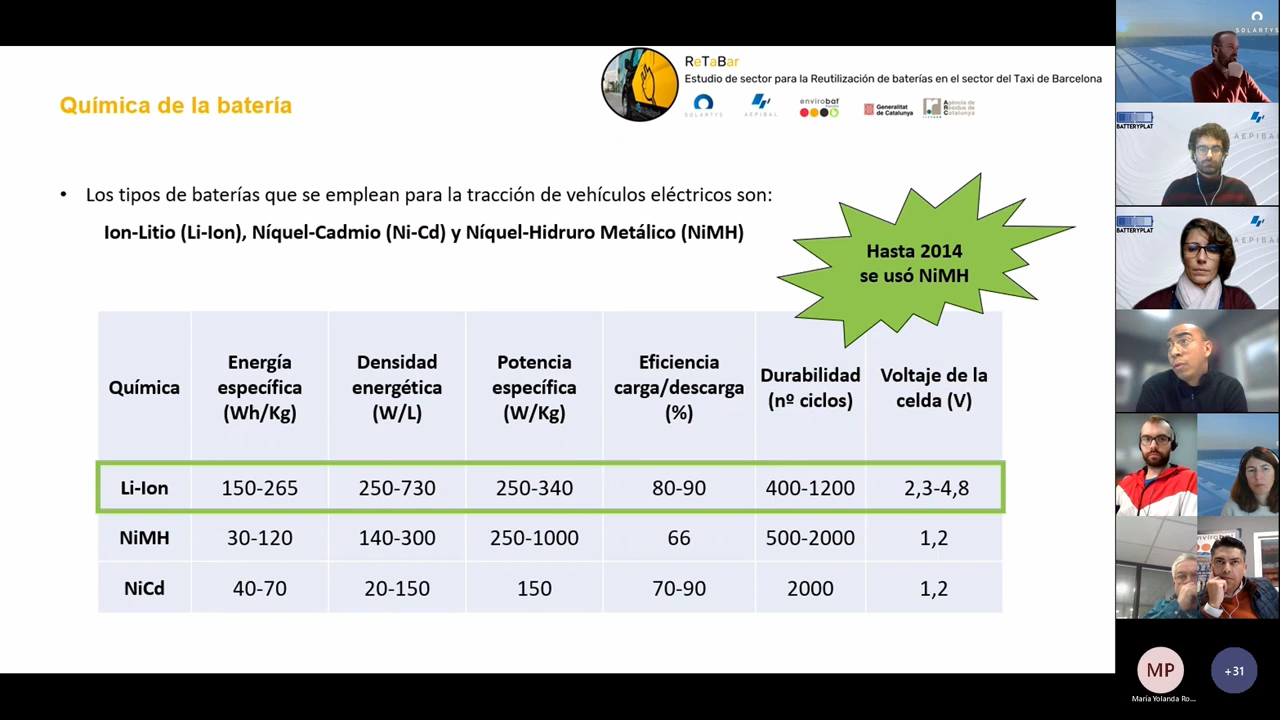 ReTaBar
Estudio de sector para la Reutilización de baterías en el sector del Taxi de Barcelona
SOLARTYS
AEPIBAL
envirobat
Generalitat
de Catalunya
Agència de
Residus de
Catalunya
Química de la batería
• Los tipos de baterías que se emplean para la tracción de vehículos eléctricos son:
Ion-Litio (Li-Ion), Níquel-Cadmio (Ni-Cd) y Níquel-Hidruro Metálico (NiMH)
Hasta 2014
se usó NiMH
Química Energía específica (Wh/Kg) Densidad energética (W/L) Potencia específica (W/Kg) Eficiencia carga/descarga (%) Durabilidad (nº ciclos) Voltaje de la celda (V)
Li-Ion 150-265 250-730 250-340 80-90 400-1200 2,3-4,8
NiMH 30-120 140-300 250-1000 66 500-2000 1,2
NiCd 40-70 20-150 150 70-90 2000 1,2
SOLARTYS
BATTERYPLAT
AEPIBAL
BATTERYPLAT
AEPIBAL
MP
+31
María Yolanda Ro...